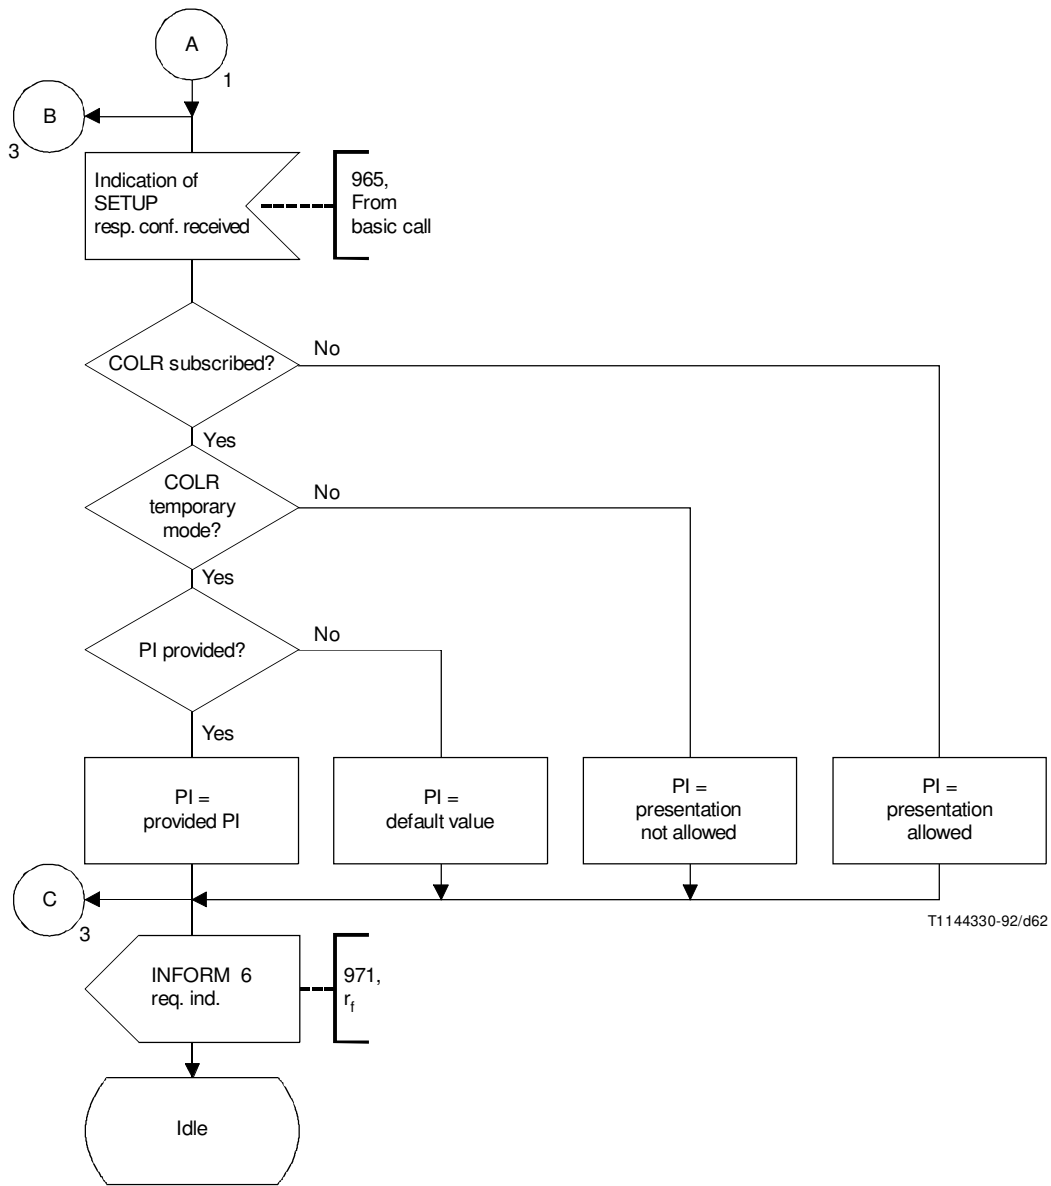 A
1
B
3
Indication of
SETUP
resp. conf. received
965,
From
basic call
COLR subscribed?
No
Yes
COLR
temporary
mode?
No
Yes
PI provided?
No
Yes
PI =
provided PI
PI =
default value
PI =
presentation
not allowed
PI =
presentation
allowed
C
3
T1144330-92/d62
INFORM 6
req. ind.
971,
rf
Idle